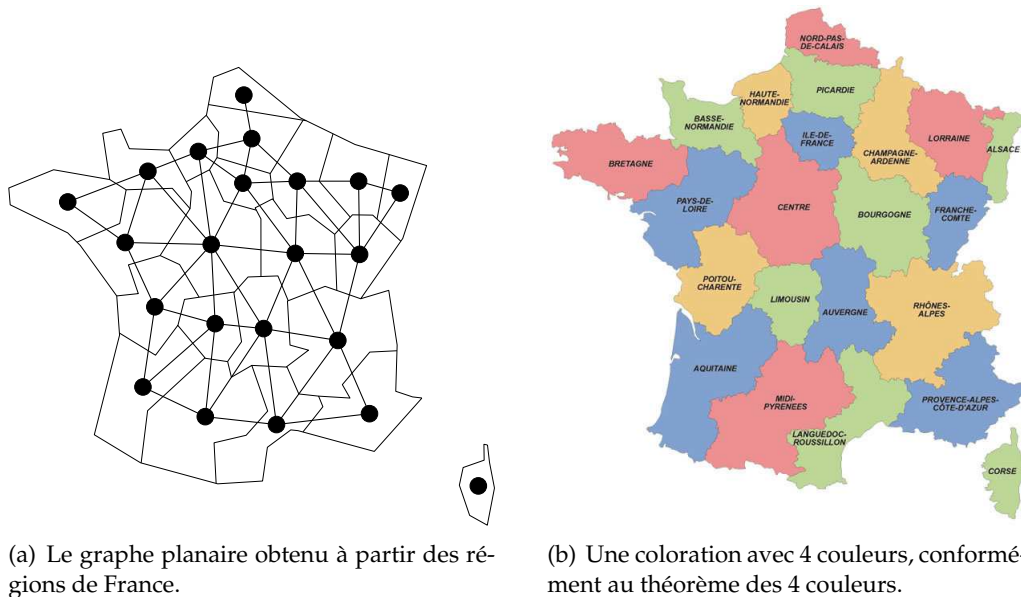 NORD-PAS-
DE-CALAIS
PICARDIE
HAUTE-
NORMANDIE
BASSE-
NORMANDIE
ILE-DE-
FRANCE
CHAMPAGNE-
ARDENNE
LORRAINE
ALSACE
BRETAGNE
PAYS-DE-
LOIRE
CENTRE
BOURGOGNE
FRANCHE-
COMTE
POITOU-
CHARENTE
LIMOUSIN
AUVERGNE
RHÔNES-
ALPES
AQUITAINE
MIDI-
PYRENEES
LANGUEDOC-
ROUSSILLON
PROVENCE-ALPES-
CÔTE-D'AZUR
CORSE
(a) Le graphe planaire obtenu à partir des ré-
gions de France.
(b) Une coloration avec 4 couleurs, conformé-
ment au théorème des 4 couleurs.